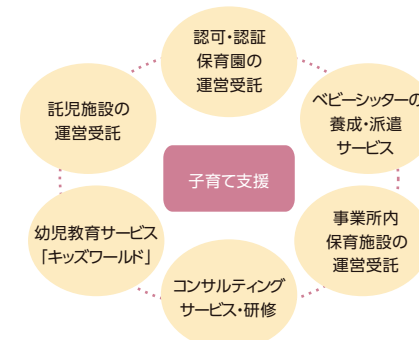 認可・認証
保育園の
運営受託
託児施設の
運営受託
ベビーシッターの
養成・派遣
サービス
子育て支援
幼児教育サービス
「キッズワールド」
事業所内
保育施設の
運営受託
コンサルティング
サービス・研修